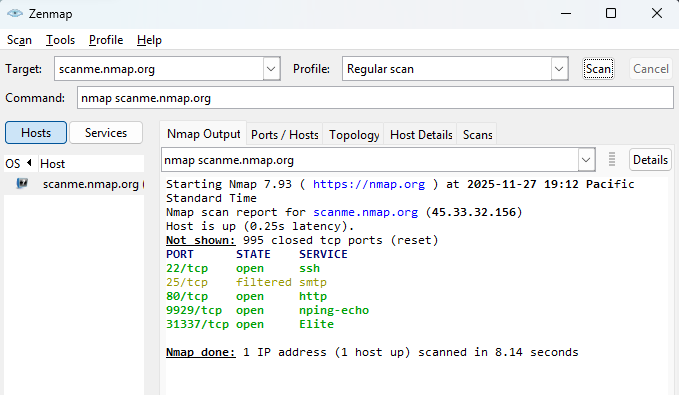 Zenmap
Scan Tools Profile Help
Target: scanme.nmap.org Profile: Regular scan Scan Cancel
Command: nmap scanme.nmap.org
Hosts Services
OS Host
scanme.nmap.org (
Nmap Output Ports / Hosts Topology Host Details Scans
nmap scanme.nmap.org Details
Starting Nmap 7.93 ( https://nmap.org ) at 2025-11-27 19:12 Pacific
Standard Time
Nmap scan report for scanme.nmap.org (45.33.32.156)
Host is up (0.25s latency).
Not shown: 995 closed tcp ports (reset)
PORT STATE SERVICE
22/tcp open ssh
25/tcp filtered smtp
80/tcp open http
9929/tcp open nping-echo
31337/tcp open Elite
Nmap done: 1 IP address (1 host up) scanned in 8.14 seconds